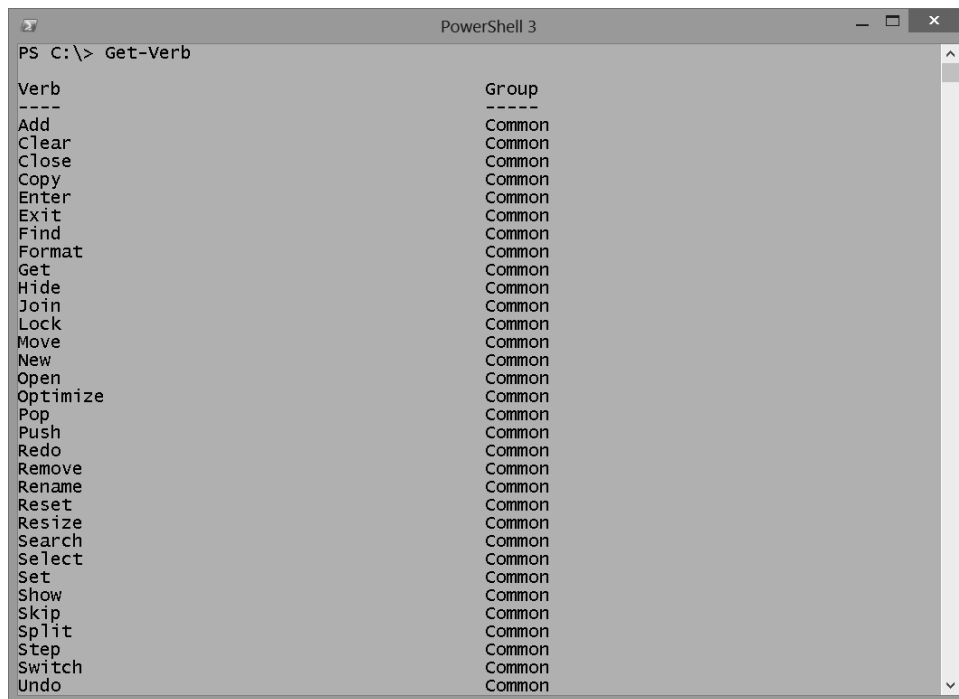 PowerShell 3
PS C:\> Get-Verb
Verb Group
---- -----
Add Common
Clear Common
Close Common
Copy Common
Enter Common
Exit Common
Find Common
Format Common
Get Common
Hide Common
Join Common
Lock Common
Move Common
New Common
Open Common
Optimize Common
Pop Common
Push Common
Redo Common
Remove Common
Rename Common
Reset Common
Resize Common
Search Common
Select Common
Set Common
Show Common
Skip Common
Split Common
Step Common
Switch Common
Undo Common